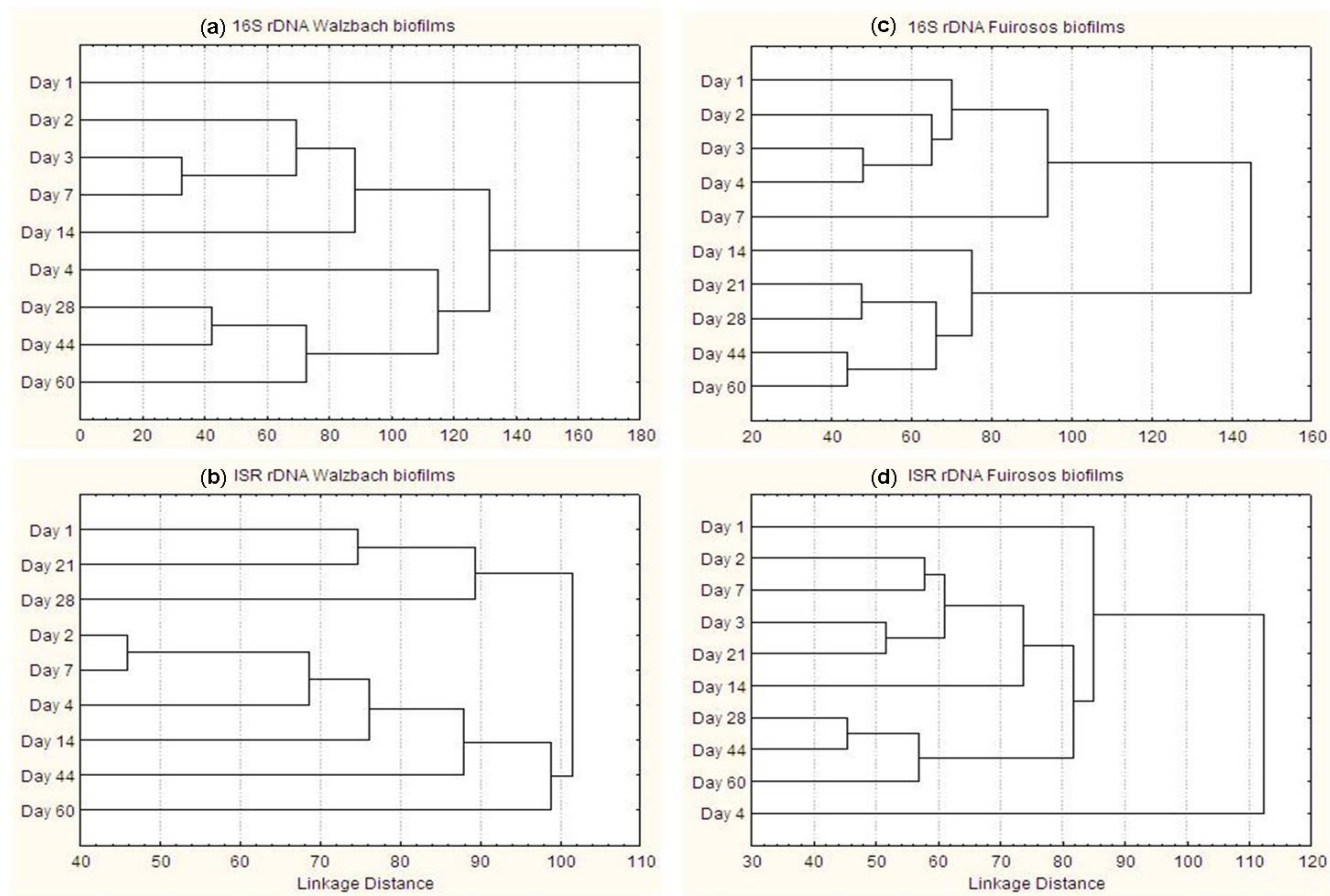 (a) 16S rDNA Walzbach biofilms
Day 1
Day 2
Day 3
Day 7
Day 14
Day 4
Day 28
Day 44
Day 60
0 20 40 60 80 100 120 140 160 180
(b) ISR rDNA Walzbach biofilms
Day 1
Day 21
Day 28
Day 2
Day 7
Day 4
Day 14
Day 44
Day 60
40 50 60 70 80 90 100 110
Linkage Distance
(c) 16S rDNA Fuirosos biofilms
Day 1
Day 2
Day 3
Day 4
Day 7
Day 14
Day 21
Day 28
Day 44
Day 60
20 40 60 80 100 120 140 160
(d) ISR rDNA Fuirosos biofilms
Day 1
Day 2
Day 7
Day 3
Day 21
Day 14
Day 28
Day 44
Day 60
Day 4
30 40 50 60 70 80 90 100 110 120
Linkage Distance